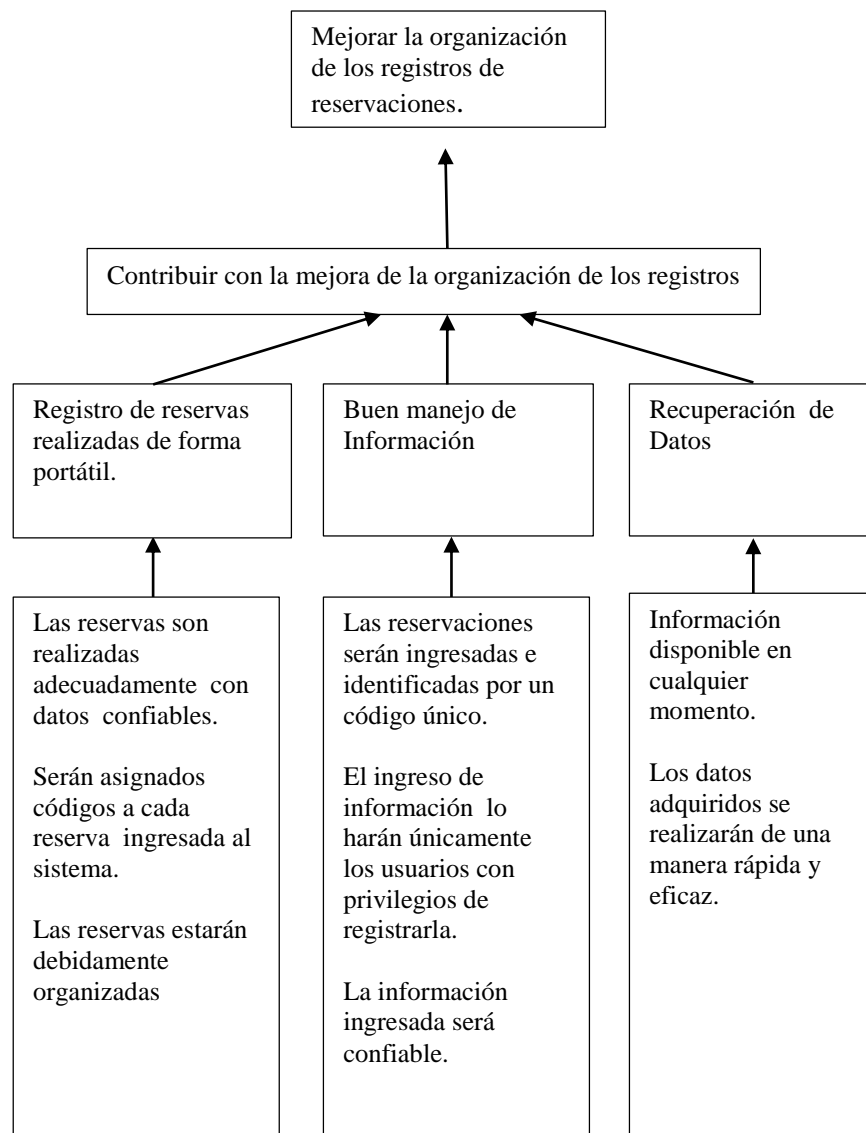 Mejorar la organización
de los registros de
reservaciones.
Contribuir con la mejora de la organización de los registros
Registro de reservas
realizadas de forma
portátil.
Buen manejo de
Información
Recuperación de
Datos
Las reservas son
realizadas
adecuadamente con
datos confiables.
Serán asignados
códigos a cada
reserva ingresada al
sistema.
Las reservas estarán
debidamente
organizadas
Las reservaciones
serán ingresadas e
identificadas por un
código único.
El ingreso de
información lo
harán únicamente
los usuarios con
privilegios de
registrarla.
La información
ingresada será
confiable.
Información
disponible en
cualquier
momento.
Los datos
adquiridos se
realizarán de una
manera rápida y
eficaz.